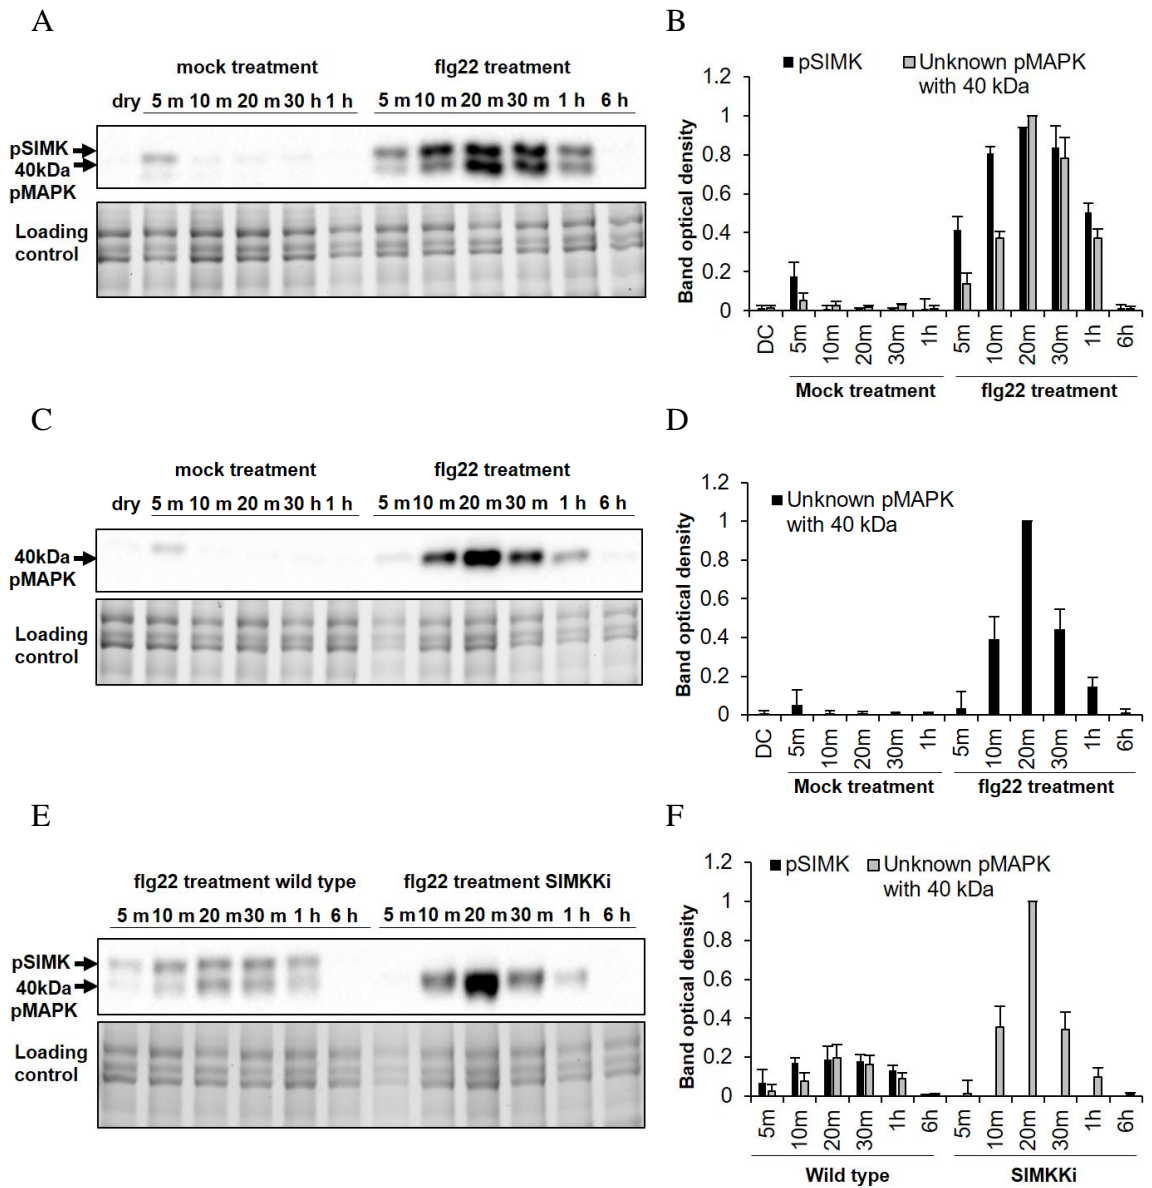 A
mock treatment
flg22 treatment
dry 5 m 10 m 20 m 30 h 1 h 5 m 10 m 20 m 30 m 1 h 6 h
pSIMK
40kDa
pMAPK
Loading
control
B
pSIMK
Unknown pMAPK
with 40 kDa
Band optical density
1.2
1
0.8
0.6
0.4
0.2
0
DC 5m 10m 20m 30m 1h 5m 10m 20m 30m 1h 6h
Mock treatment
flg22 treatment
C
mock treatment
flg22 treatment
dry 5 m 10 m 20 m 30 h 1 h 5 m 10 m 20 m 30 m 1 h 6 h
40kDa
pMAPK
Loading
control
D
Unknown pMAPK
with 40 kDa
Band optical density
1.2
1
0.8
0.6
0.4
0.2
0
DC 5m 10m 20m 30m 1h 5m 10m 20m 30m 1h 6h
Mock treatment
flg22 treatment
E
flg22 treatment wild type
flg22 treatment SIMKKi
5 m 10 m 20 m 30 m 1 h 6 h 5 m 10 m 20 m 30 m 1 h 6 h
pSIMK
40kDa
pMAPK
Loading
control
F
pSIMK
Unknown pMAPK
with 40 kDa
Band optical density
1.2
1
0.8
0.6
0.4
0.2
0
5m 10m 20m 30m 1h 6h 5m 10m 20m 30m 1h 6h
Wild type
SIMKKi